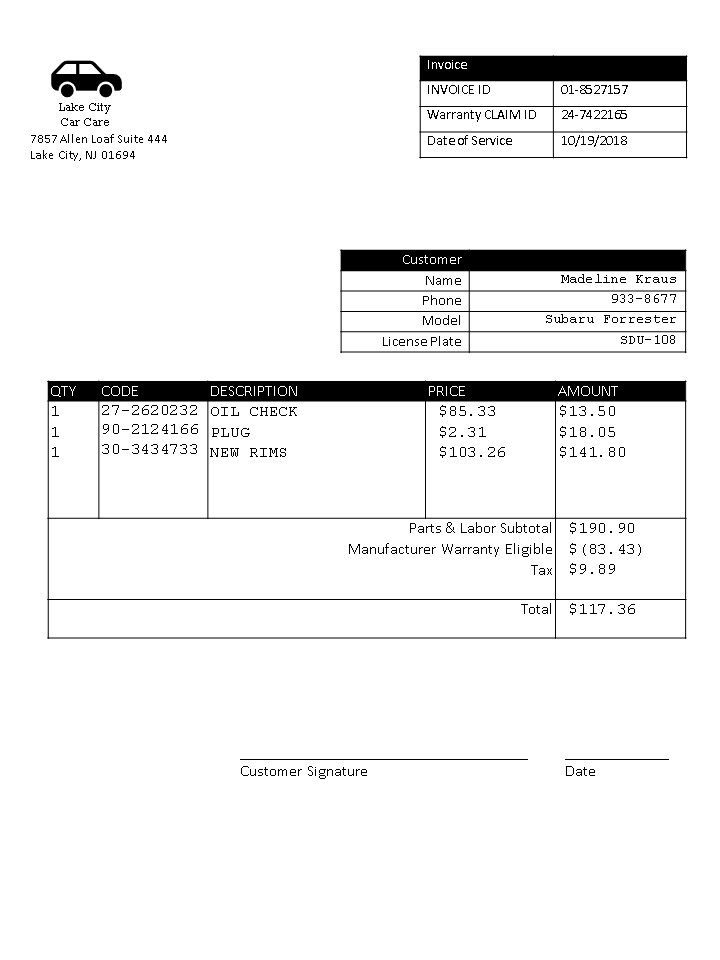 Lake City
Car Care
7857 Allen Loaf Suite 444
Lake City, NJ 01694
Invoice
INVOICE ID 01-8527157
Warranty CLAIM ID 24-7422165
Date of Service 10/19/2018
Customer
Name Madeline Kraus
Phone 933-8677
Model Subaru Forrester
License Plate SDU-108
QTY CODE DESCRIPTION PRICE AMOUNT
1 27-2620232 OIL CHECK $85.33 $13.50
1 90-2124166 PLUG $2.31 $18.05
1 30-3434733 NEW RIMS $103.26 $141.80
Parts & Labor Subtotal $190.90
Manufacturer Warranty Eligible $(83.43)
Tax $9.89
Total $117.36
Customer Signature Date